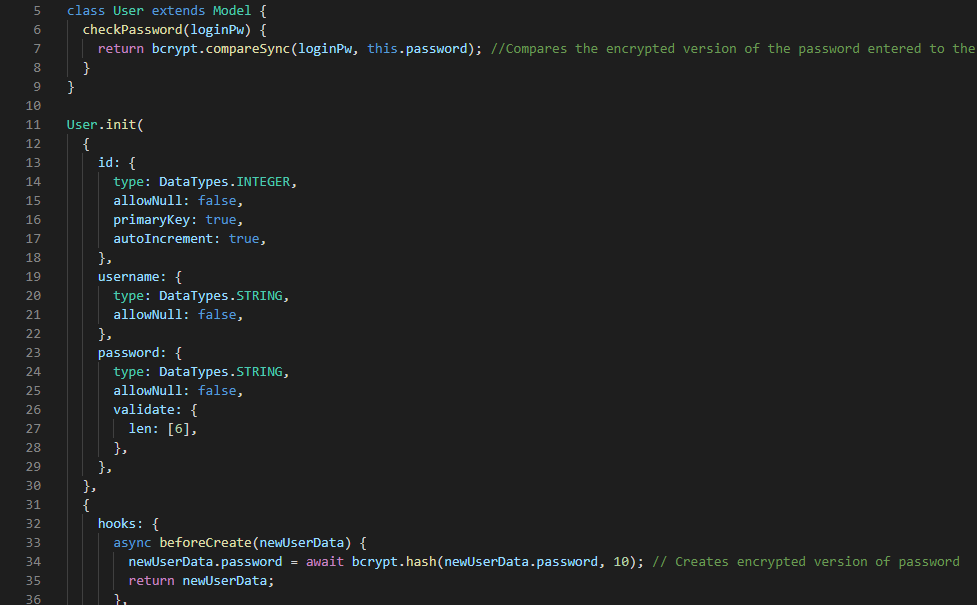 5 class User extends Model {
6 checkPassword(loginPw) {
7 return bcrypt.compareSync(loginPw, this.password); //Compares the encrypted version of the password entered to the
8 }
9 }
10
11 User.init(
12 {
13 id: {
14 type: DataTypes.INTEGER,
15 allowNull: false,
16 primaryKey: true,
17 autoIncrement: true,
18 },
19 username: {
20 type: DataTypes.STRING,
21 allowNull: false,
22 },
23 password: {
24 type: DataTypes.STRING,
25 allowNull: false,
26 validate: {
27 len: [6],
28 },
29 },
30 },
31 {
32 hooks: {
33 async beforeCreate(newUserData) {
34 newUserData.password = await bcrypt.hash(newUserData.password, 10); // Creates encrypted version of password
35 return newUserData;
36 },